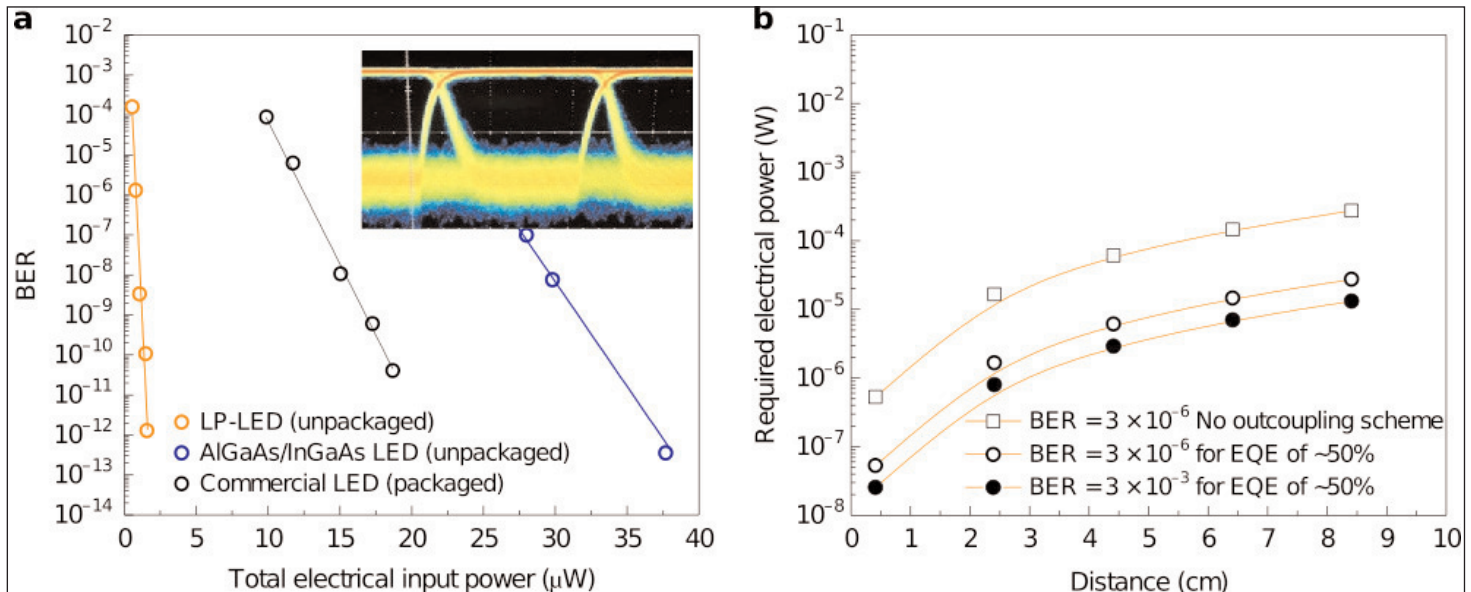 a
10⁻²
10⁻³
10⁻⁴
10⁻⁵
10⁻⁶
10⁻⁷
10⁻⁸
10⁻⁹
10⁻¹⁰
10⁻¹¹
10⁻¹²
10⁻¹³
10⁻¹⁴
BER
LP-LED (unpackaged)
AlGaAs/InGaAs LED (unpackaged)
Commercial LED (packaged)
0 5 10 15 20 25 30 35 40
Total electrical input power (μW)
b
10⁻¹
10⁻²
10⁻³
10⁻⁴
10⁻⁵
10⁻⁶
10⁻⁷
10⁻⁸
Required electrical power (W)
BER = 3 × 10⁻⁶ No outcoupling scheme
BER = 3 × 10⁻⁶ for EQE of ~50%
BER = 3 × 10⁻³ for EQE of ~50%
0 1 2 3 4 5 6 7 8 9 10
Distance (cm)